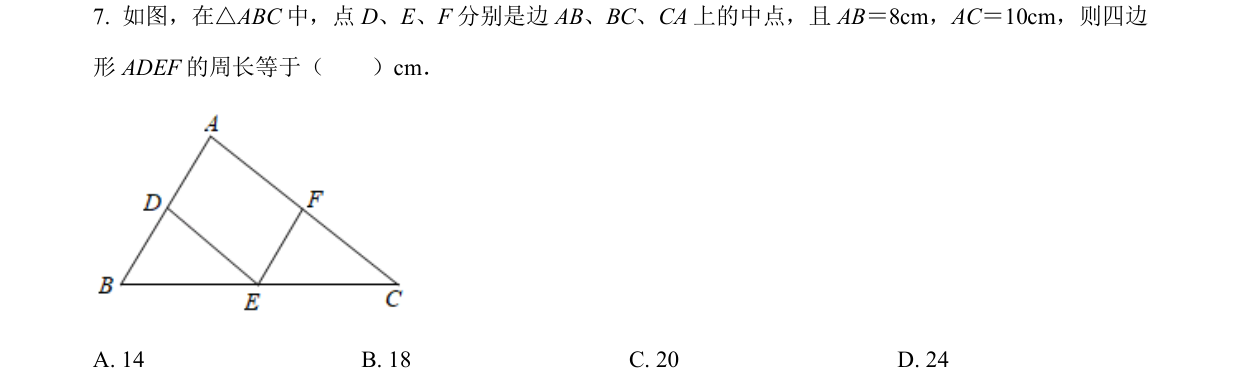 7. 如图，在△ABC中，点D、E、F分别是边AB、BC、CA上的中点，且AB＝8cm，AC＝10cm，则四边
形ADEF的周长等于（　　）cm．
A
D
F
B
E
C
A. 14 B. 18 C. 20 D. 24